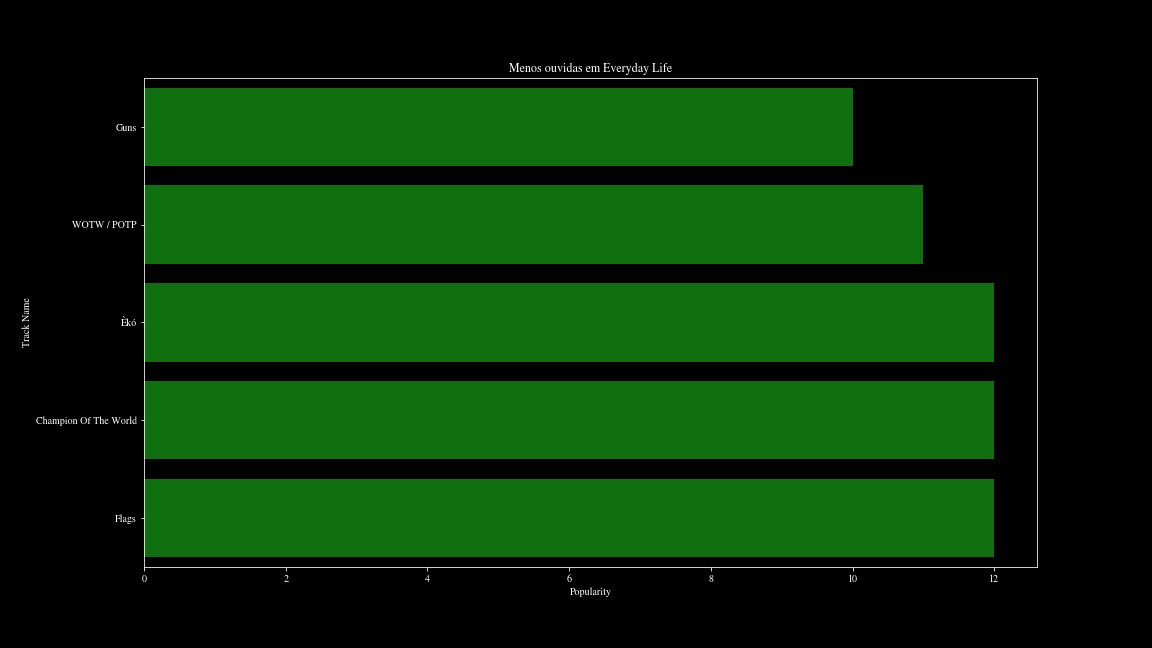 Menos ouvidas em Everyday Life
Guns
WOTW / POTP
Èkó
Champion Of The World
Flags
Track Name
0 2 4 6 8 10 12
Popularity